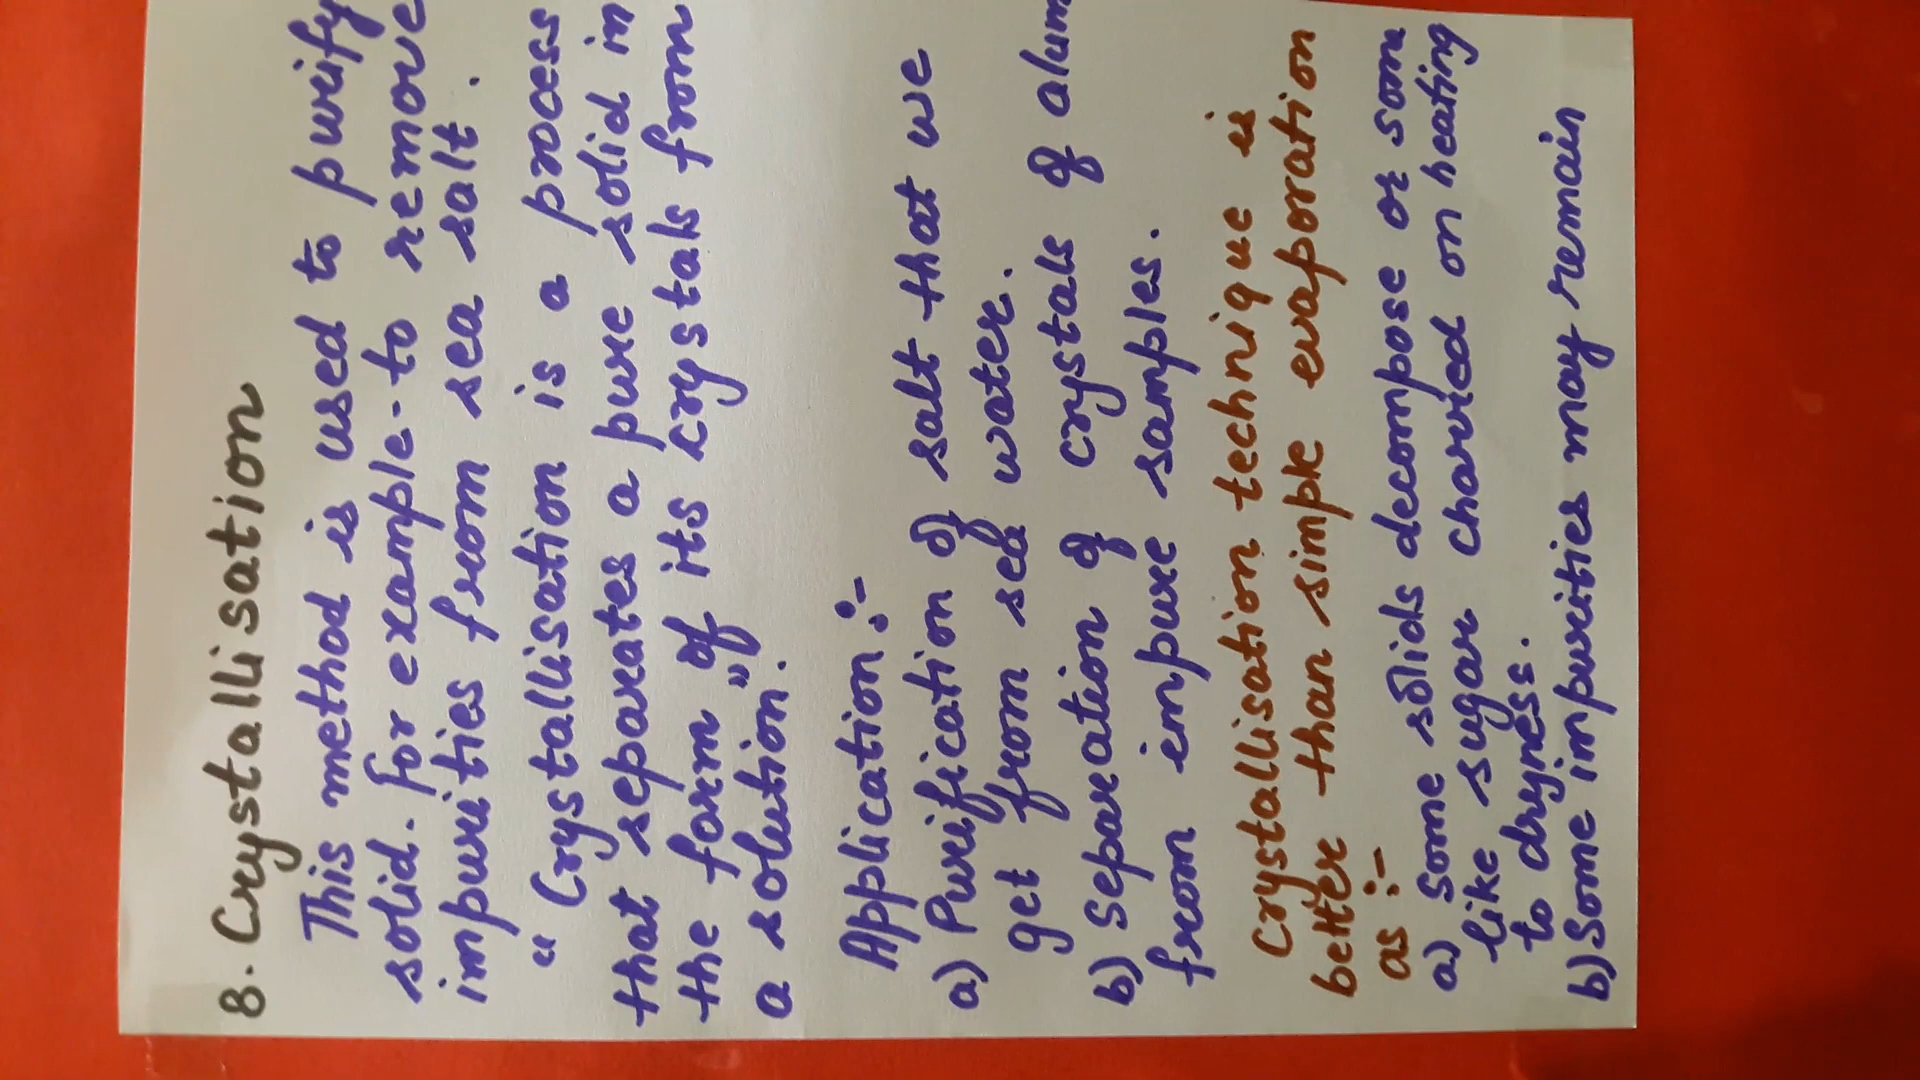 8. Crystallisation
This method is used to purify
solid. For example - to remove
impurities from sea salt.
" Crystallisation is a process
that separates a pure solid in
the form of its crystals from
a solution."
Application :-
a) Purification of salt that we
get from sea water.
b) Separation of crystals of alum
from impure samples.
Crystallisation technique is
better than simple evaporation
as :-
a) Some solids decompose or som
like sugar charred on heating
to dryness.
b) Some impurities may remain